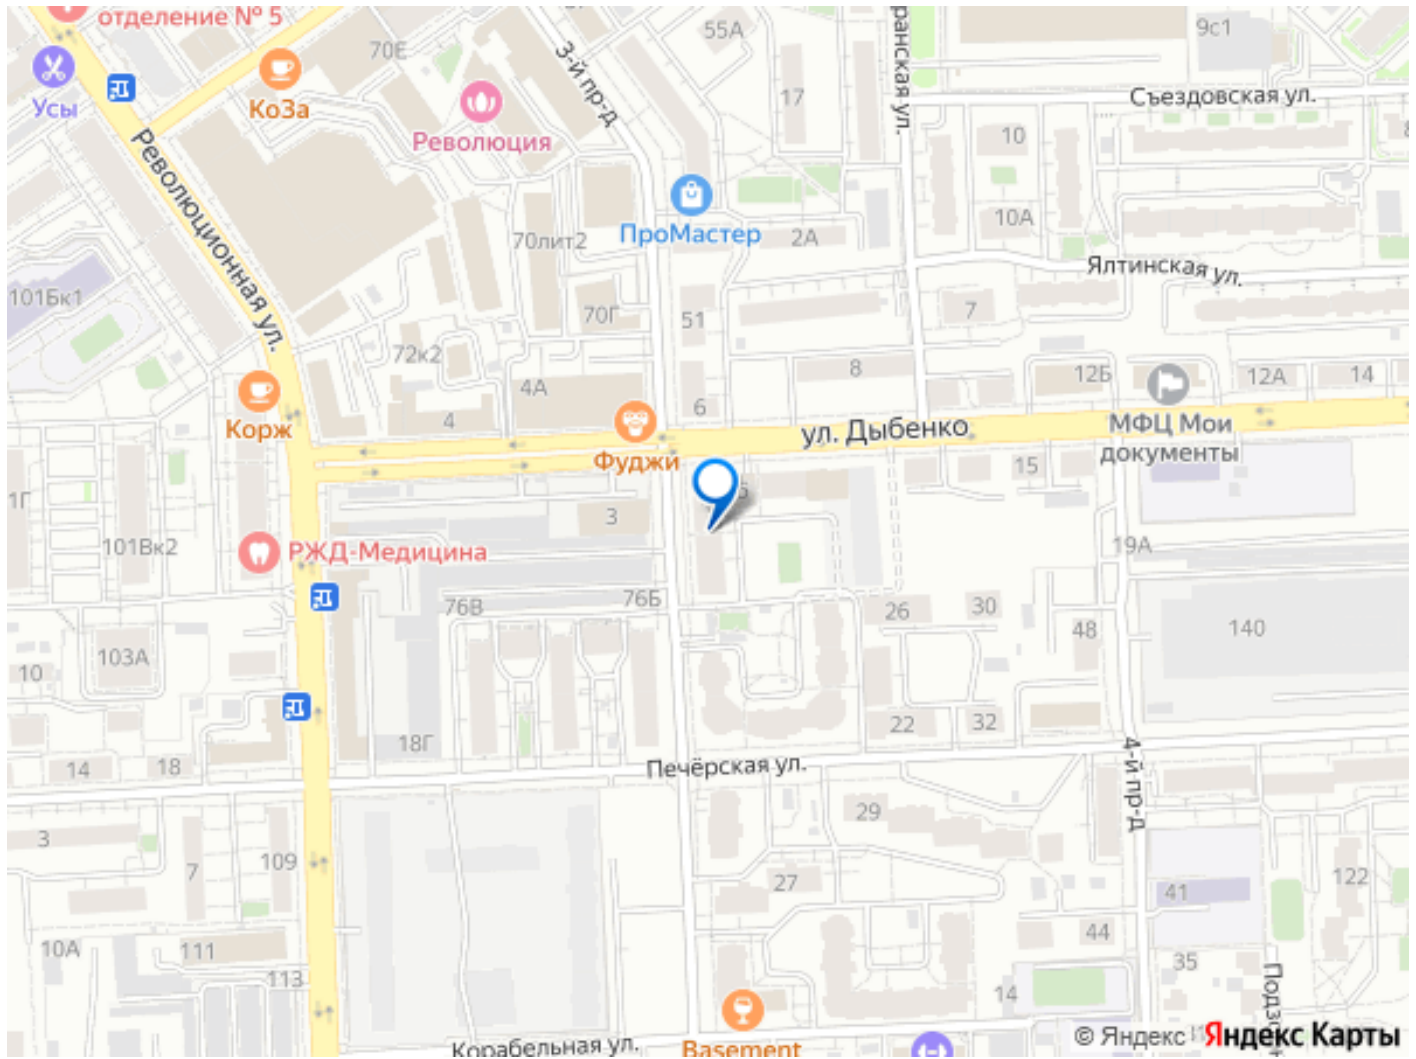 отделение № 5
55А
9с1
70Е
3-й пр-д
Усы
КоЗа
17
Съездовская ул.
Революция
10
Революционная ул.
ПроМастер
2А
10А
70лит2
Ялтинская ул.
101Бк1
70Г
51
7
72к2
8
12Б
12А
14
4А
6
Корж
4
ул. Дыбенко
МФЦ Мои
документы
Фуджи
15
1Г
3
101Вк2
РЖД-Медицина
19А
76В
76Б
26
30
48
140
103А
10
22
32
18Г
14
18
Печёрская ул.
4-й пр-д
3
29
109
7
27
41
122
10А
111
44
35
113
14
Корабельная ул.
Basement
© Яндекс
Яндекс Карты